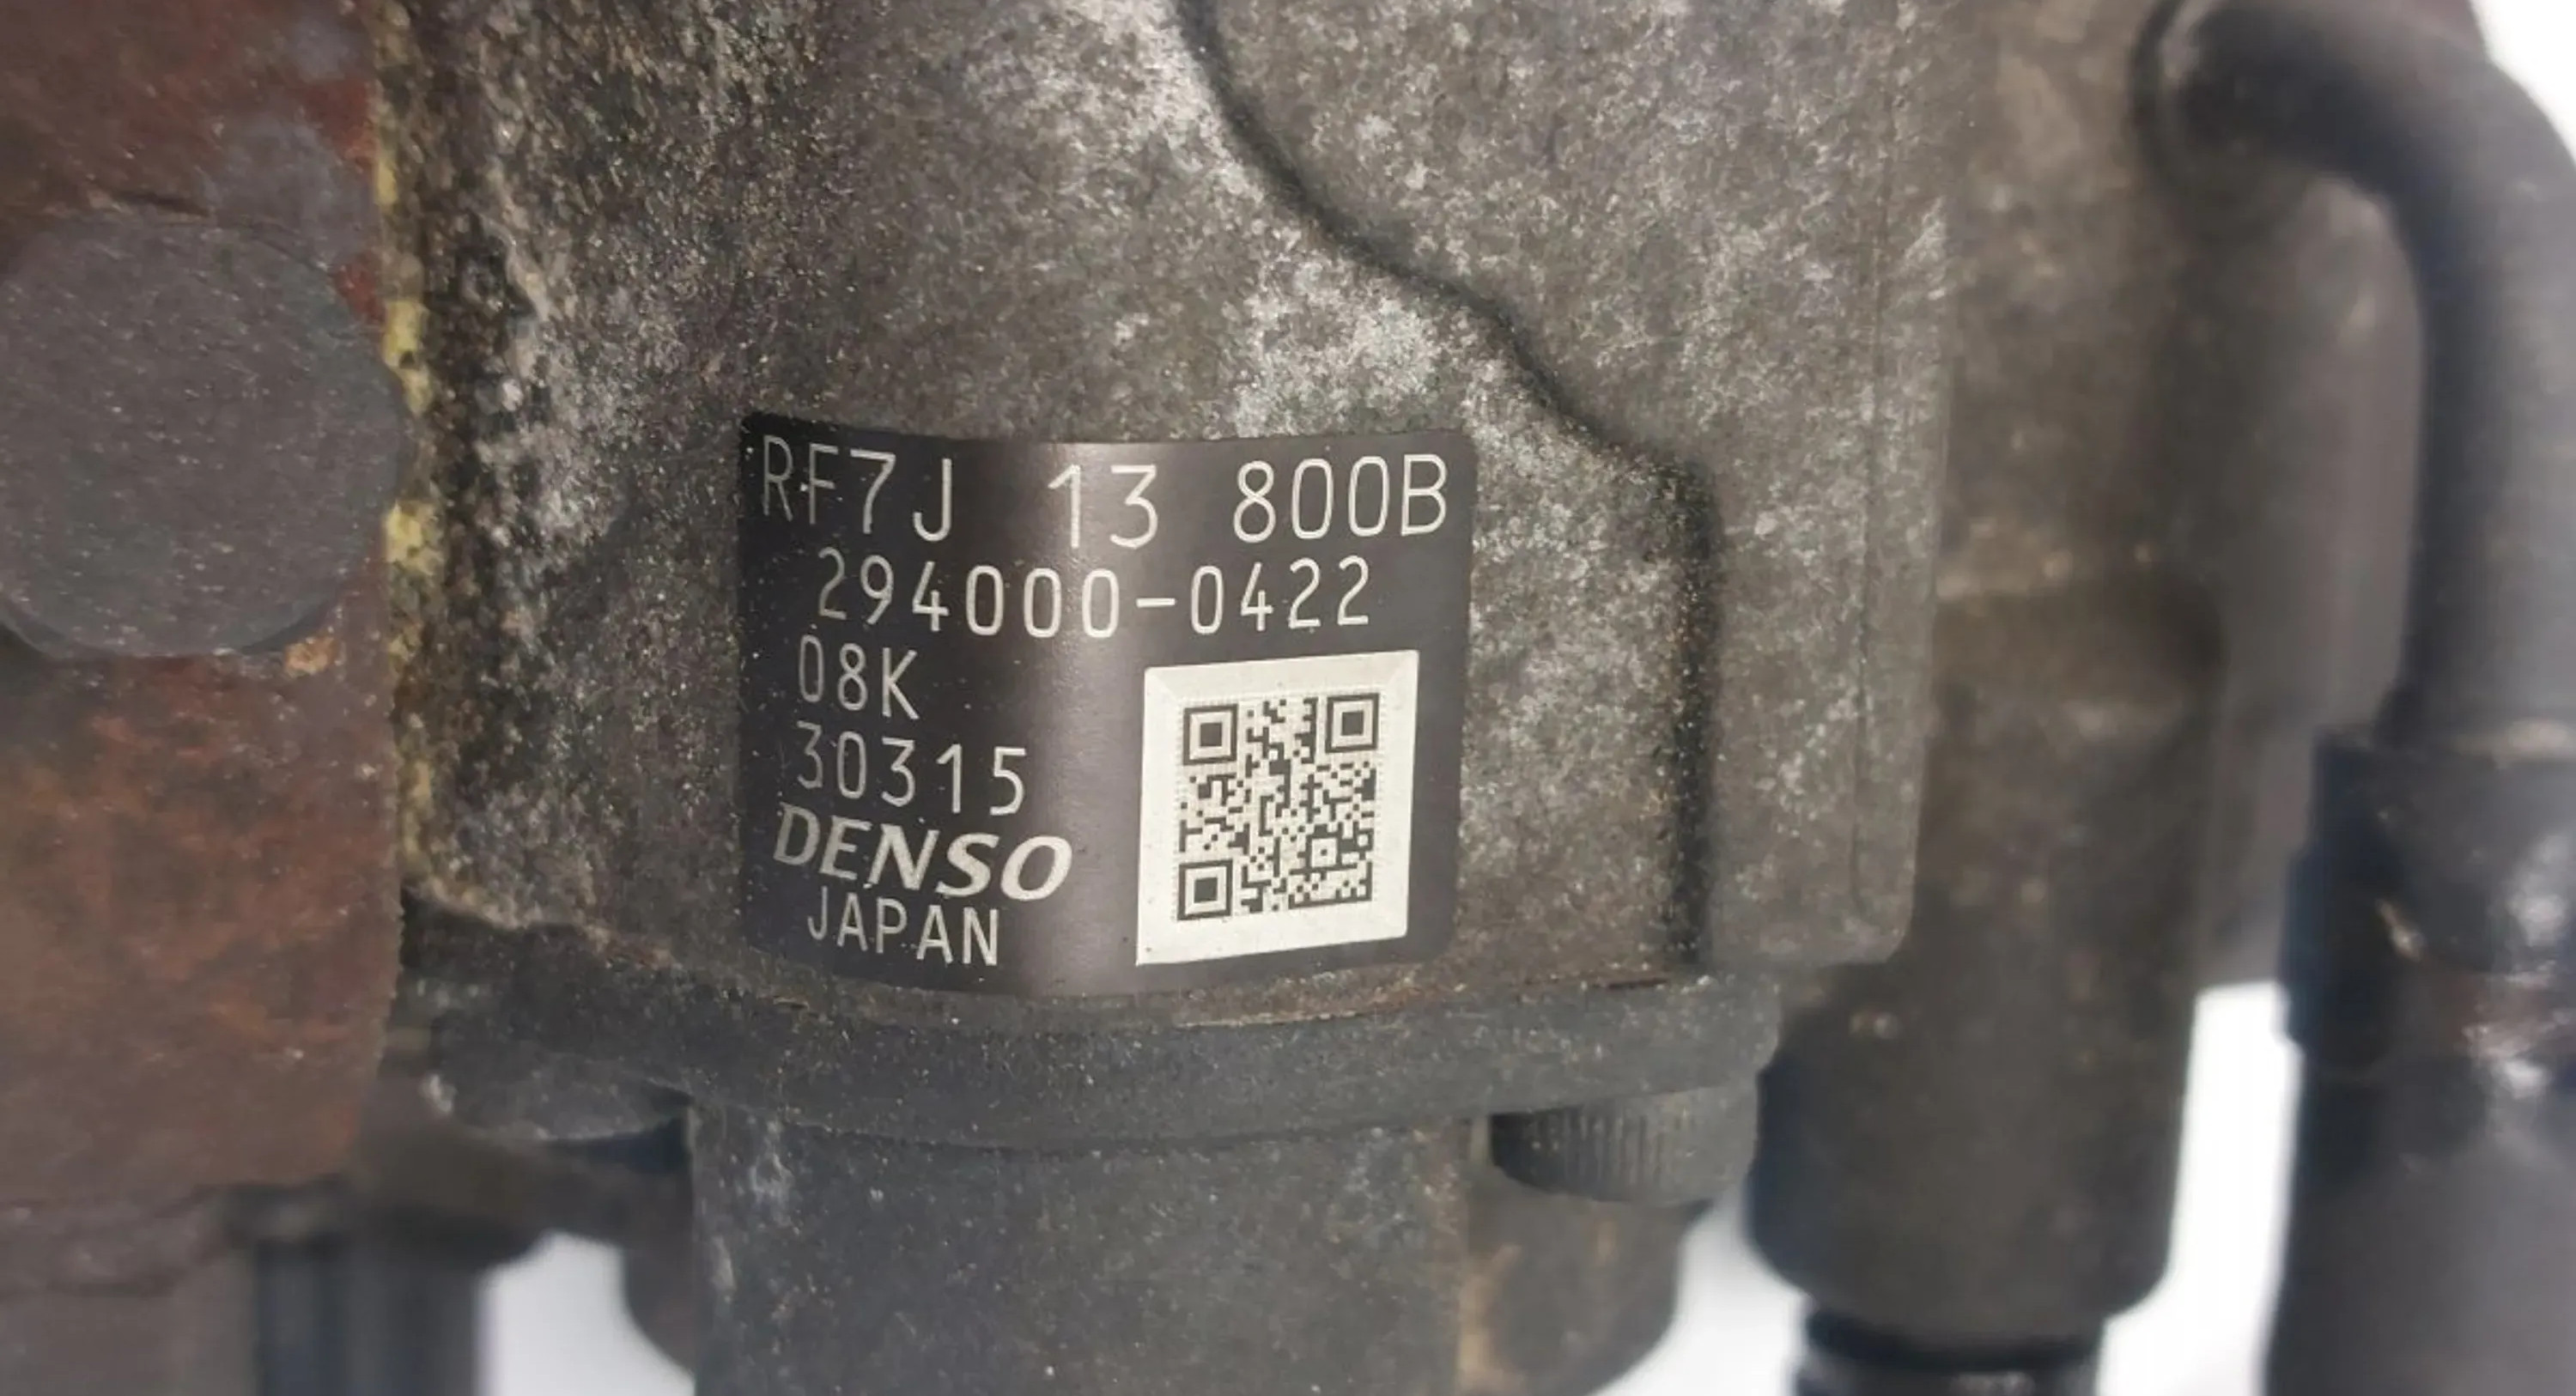 RF7J 13 800B
294000-0422
08K
30315
DENSO
JAPAN